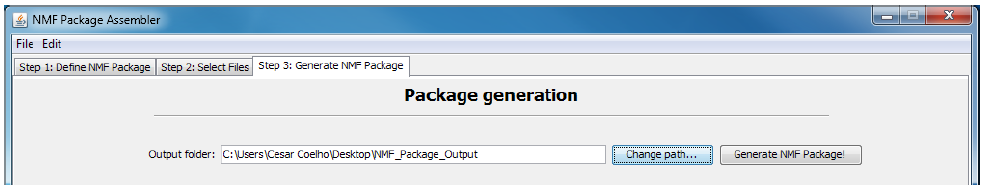 NMF Package Assembler
File Edit
Step 1: Define NMF Package Step 2: Select Files Step 3: Generate NMF Package
Package generation
Output folder: C:\Users\Cesar Coelho\Desktop\NMF_Package_Output Change path... Generate NMF Package!